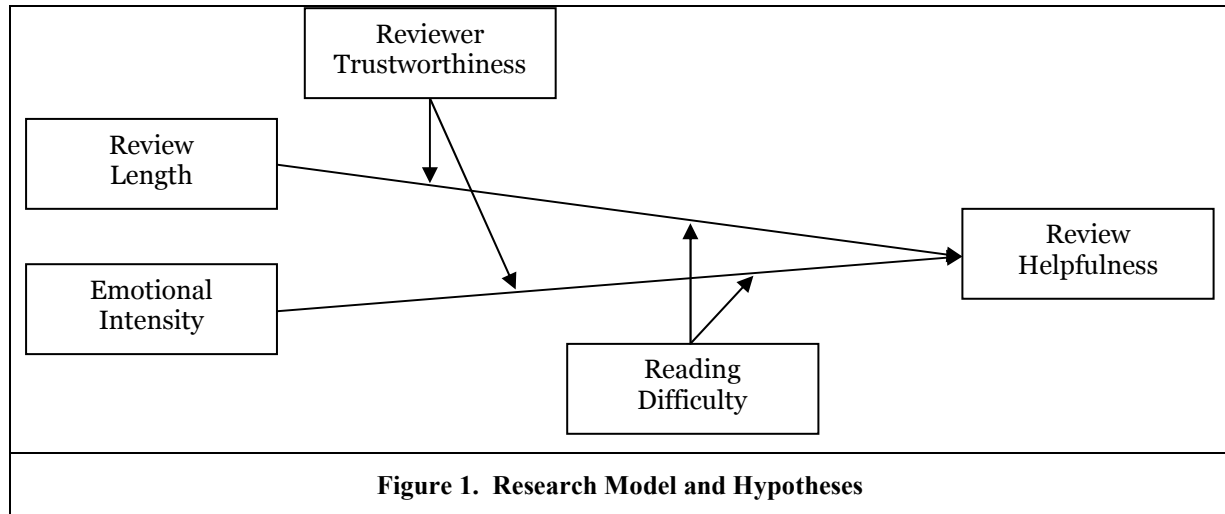 Reviewer
Trustworthiness
Review
Length
Review
Helpfulness
Emotional
Intensity
Reading
Difficulty
Figure 1. Research Model and Hypotheses